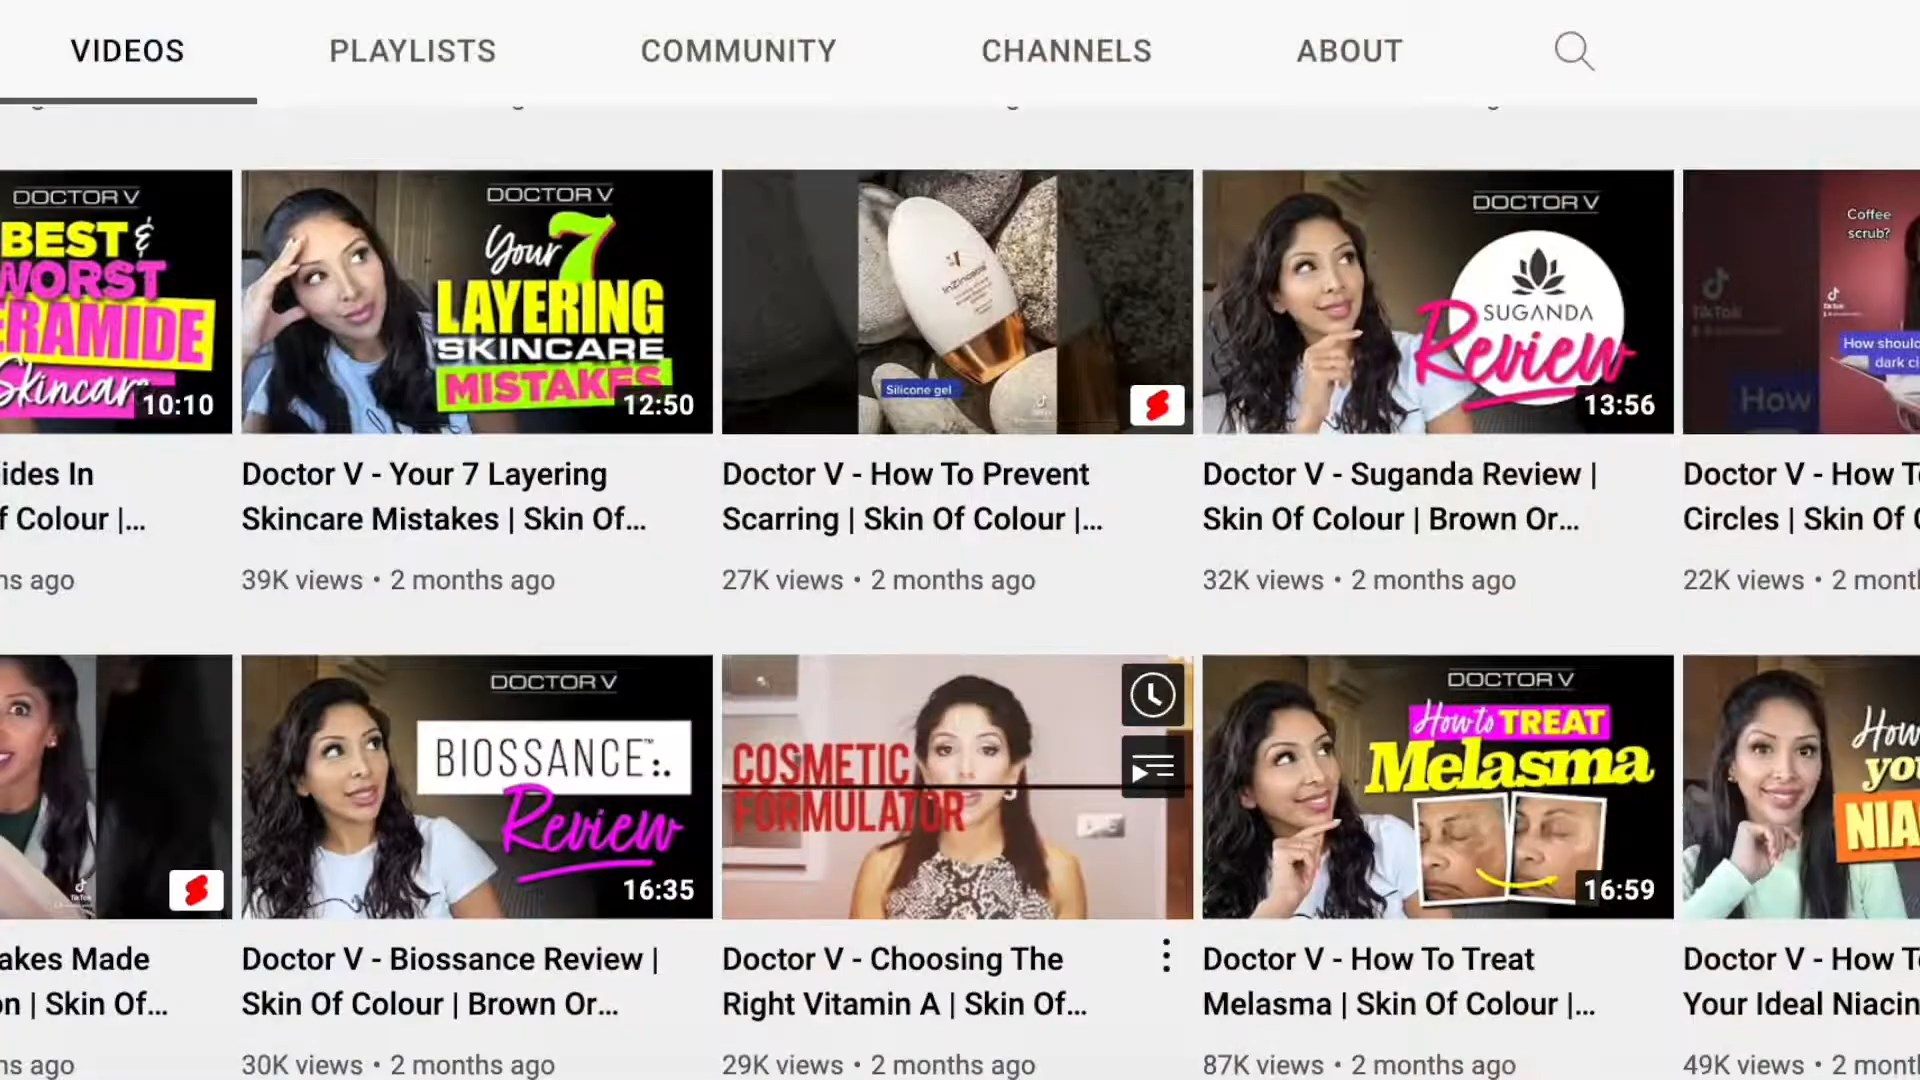 VIDEOS
PLAYLISTS
COMMUNITY
CHANNELS
ABOUT
DOCTOR V
BEST &
WORST
ERAMIDE
Skincar
10:10
DOCTOR V
Your 7
LAYERING
SKINCARE
MISTAKES
12:50
Silicone gel
DOCTOR V
SUGANDA
Review
13:56
Coffee
scrub?
TikTok
How should
dark ci
How
ides In
f Colour |...
ns ago
Doctor V - Your 7 Layering
Skincare Mistakes | Skin Of...
39K views • 2 months ago
Doctor V - How To Prevent
Scarring | Skin Of Colour |...
27K views • 2 months ago
Doctor V - Suganda Review |
Skin Of Colour | Brown Or...
32K views • 2 months ago
Doctor V - How T
Circles | Skin Of
22K views • 2 mont
TikTok
DOCTOR V
BIOSSANCE™
Review
16:35
COSMETIC
FORMULATOR
DOCTOR V
How to TREAT
Melasma
16:59
How
you
NIA
akes Made
on | Skin Of...
ns ago
Doctor V - Biossance Review |
Skin Of Colour | Brown Or...
30K views • 2 months ago
Doctor V - Choosing The
Right Vitamin A | Skin Of...
29K views • 2 months ago
Doctor V - How To Treat
Melasma | Skin Of Colour |...
87K views • 2 months ago
Doctor V - How T
Your Ideal Niacin
49K views • 2 mont